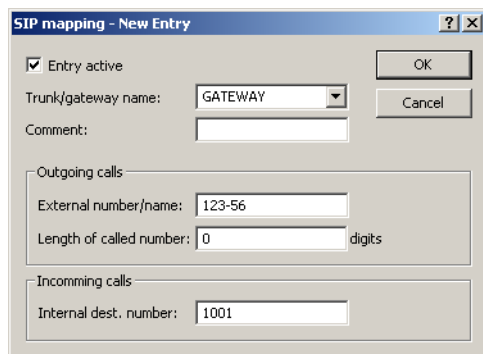 SIP mapping - New Entry
Entry active
OK
Trunk/gateway name: GATEWAY
Cancel
Comment:
Outgoing calls
External number/name: 123-56
Length of called number: 0 digits
Incomming calls
Internal dest. number: 1001